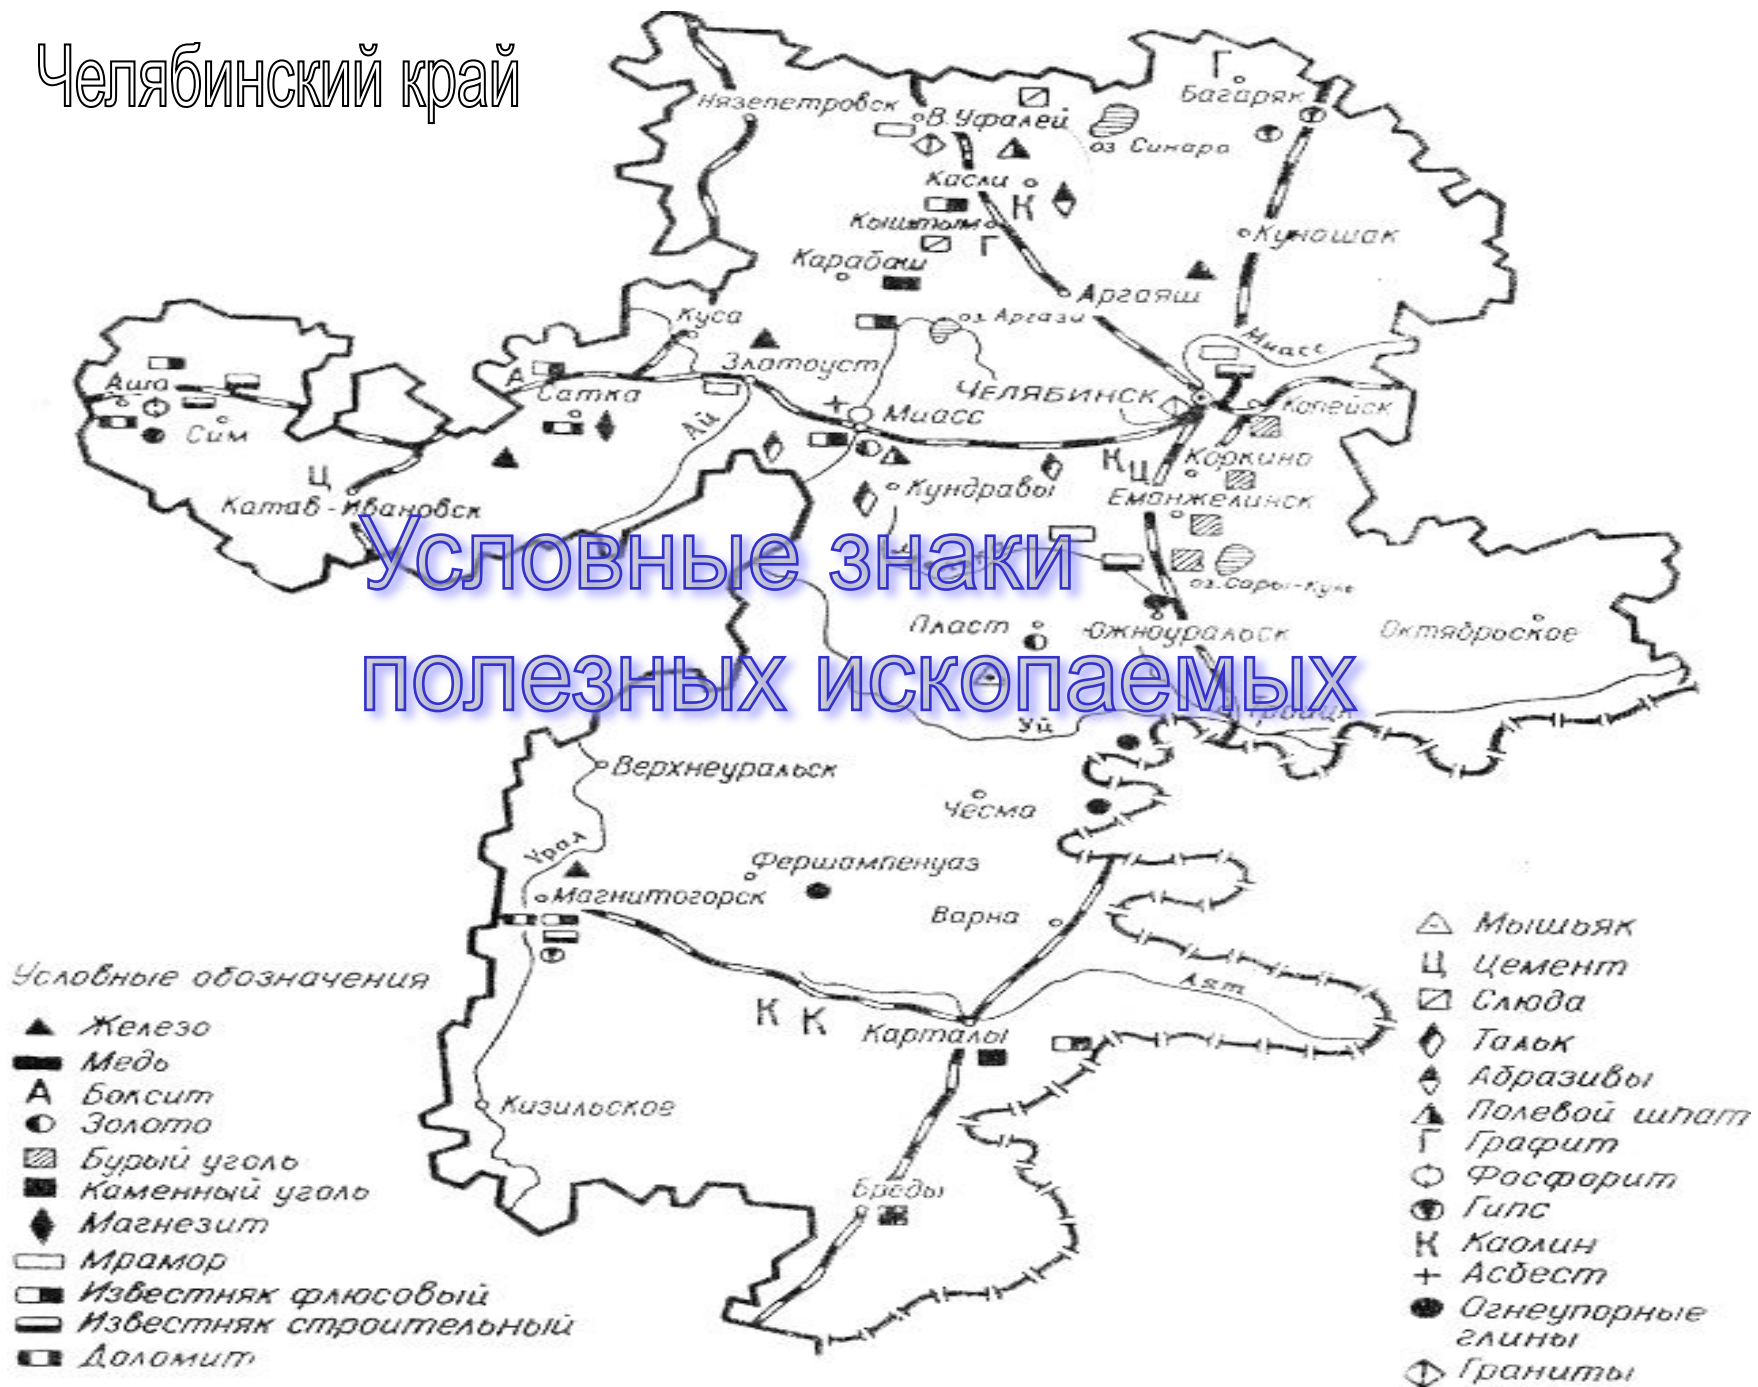 Челябинский край
Г
Багаряк
Нязепетровск
В. Уфалей
оз Синара
Касли
К
Кыштым
Г
Кунашак
Карабаш
Аргаяш
оз. Аргази
Куса
Миасс
Златоуст
Аша
А
Сатка
ЧЕЛЯБИНСК
Копейск
Миасс
Ай
Сим
Ц
К
Ц
Коркино
Кундравы
Еманжелинск
Катав-Ивановск
Условные знаки
оз. Сары-Куль
Пласт
Южноуральск
Октябрьское
полезных ископаемых
Троицк
Уй
Верхнеуральск
Чесма
Урал
Фершампенуаз
Магнитогорск
Варна
Аят
К К
Карталы
Кизильское
Бреды
Условные обозначения
Железо
Медь
А Боксит
Золото
Бурый уголь
Каменный уголь
Магнезит
Мрамор
Известняк флюсовый
Известняк строительный
Доломит
Мышьяк
Ц Цемент
Слюда
Тальк
Абразивы
Полевой шпат
Г Графит
Фосфорит
Гипс
К Каолин
+ Асбест
Огнеупорные
глины
Граниты